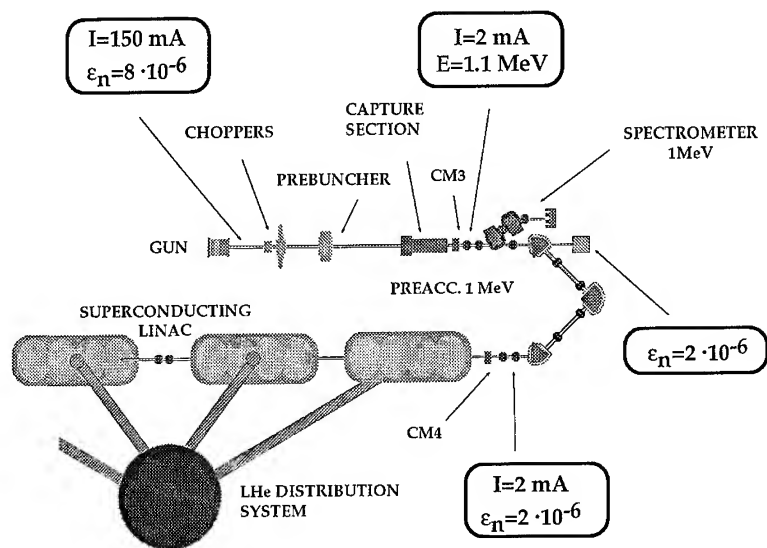 I=150 mA
εn=8 ·10-6
I=2 mA
E=1.1 MeV
CAPTURE
SECTION
CHOPPERS
SPECTROMETER
1MeV
PREBUNCHER
CM3
GUN
PREACC. 1 MeV
SUPERCONDUCTING
LINAC
εn=2 ·10-6
CM4
LHe DISTRIBUTION
SYSTEM
I=2 mA
εn=2 ·10-6